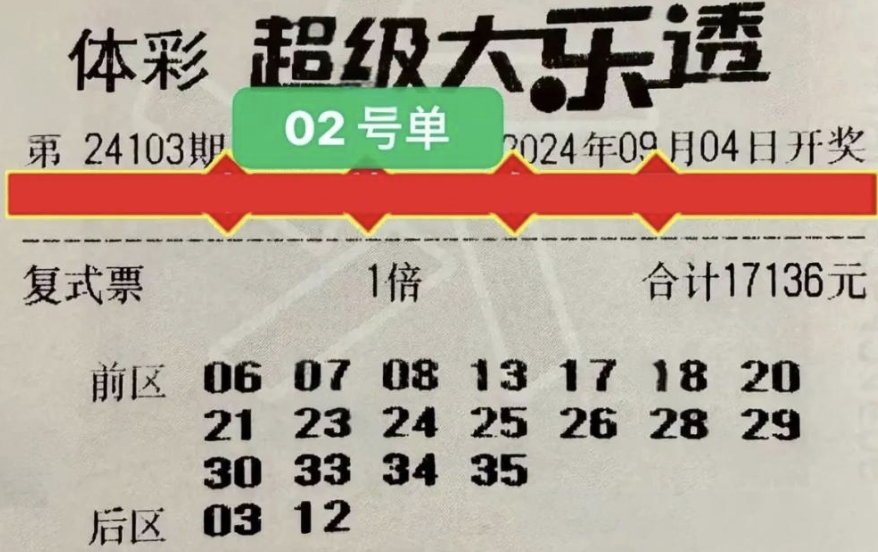 体彩 超级大乐透
02 号单
第 24103期 2024年09月04日开奖
复式票 1倍 合计17136元
前区 06 07 08 13 17 18 20
21 23 24 25 26 28 29
30 33 34 35
后区 03 12